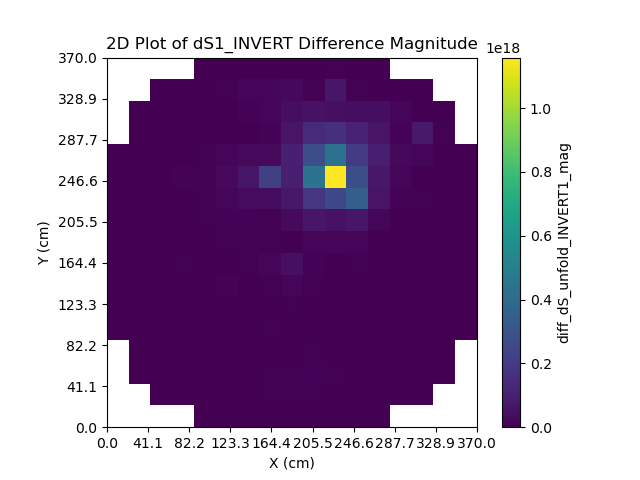 2D Plot of dS1_INVERT Difference Magnitude
1e18
370.0
328.9
287.7
246.6
205.5
164.4
123.3
82.2
41.1
0.0
Y (cm)
0.0 41.1 82.2 123.3 164.4 205.5 246.6 287.7 328.9 370.0
X (cm)
1.0
0.8
0.6
0.4
0.2
0.0
diff_dS_unfold_INVERT1_mag